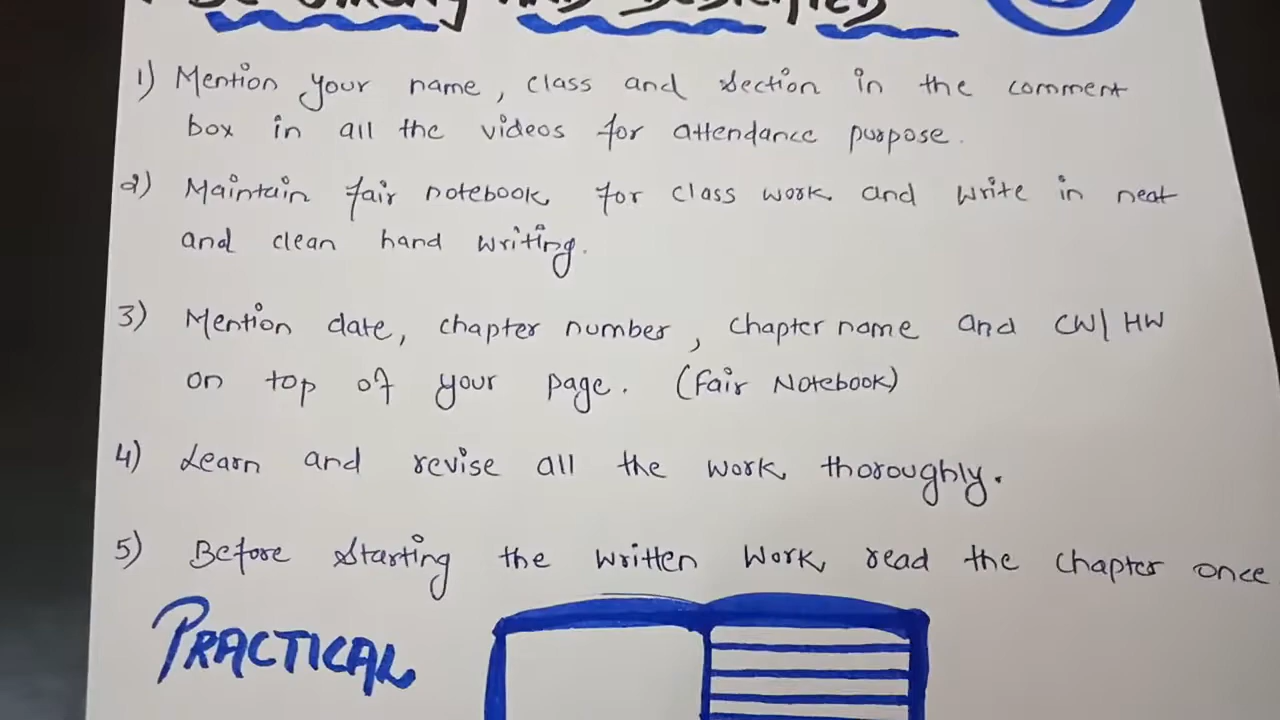 1) Mention your name, class and section in the comment
box in all the videos for attendance purpose.
2) Maintain fair notebook for class work and write in neat
and clean hand writing.
3) Mention date, chapter number, chapter name and CW/HW
on top of your page. (Fair Notebook)
4) Learn and revise all the work thoroughly.
5) Before starting the written work read the chapter once
PRACTICAL